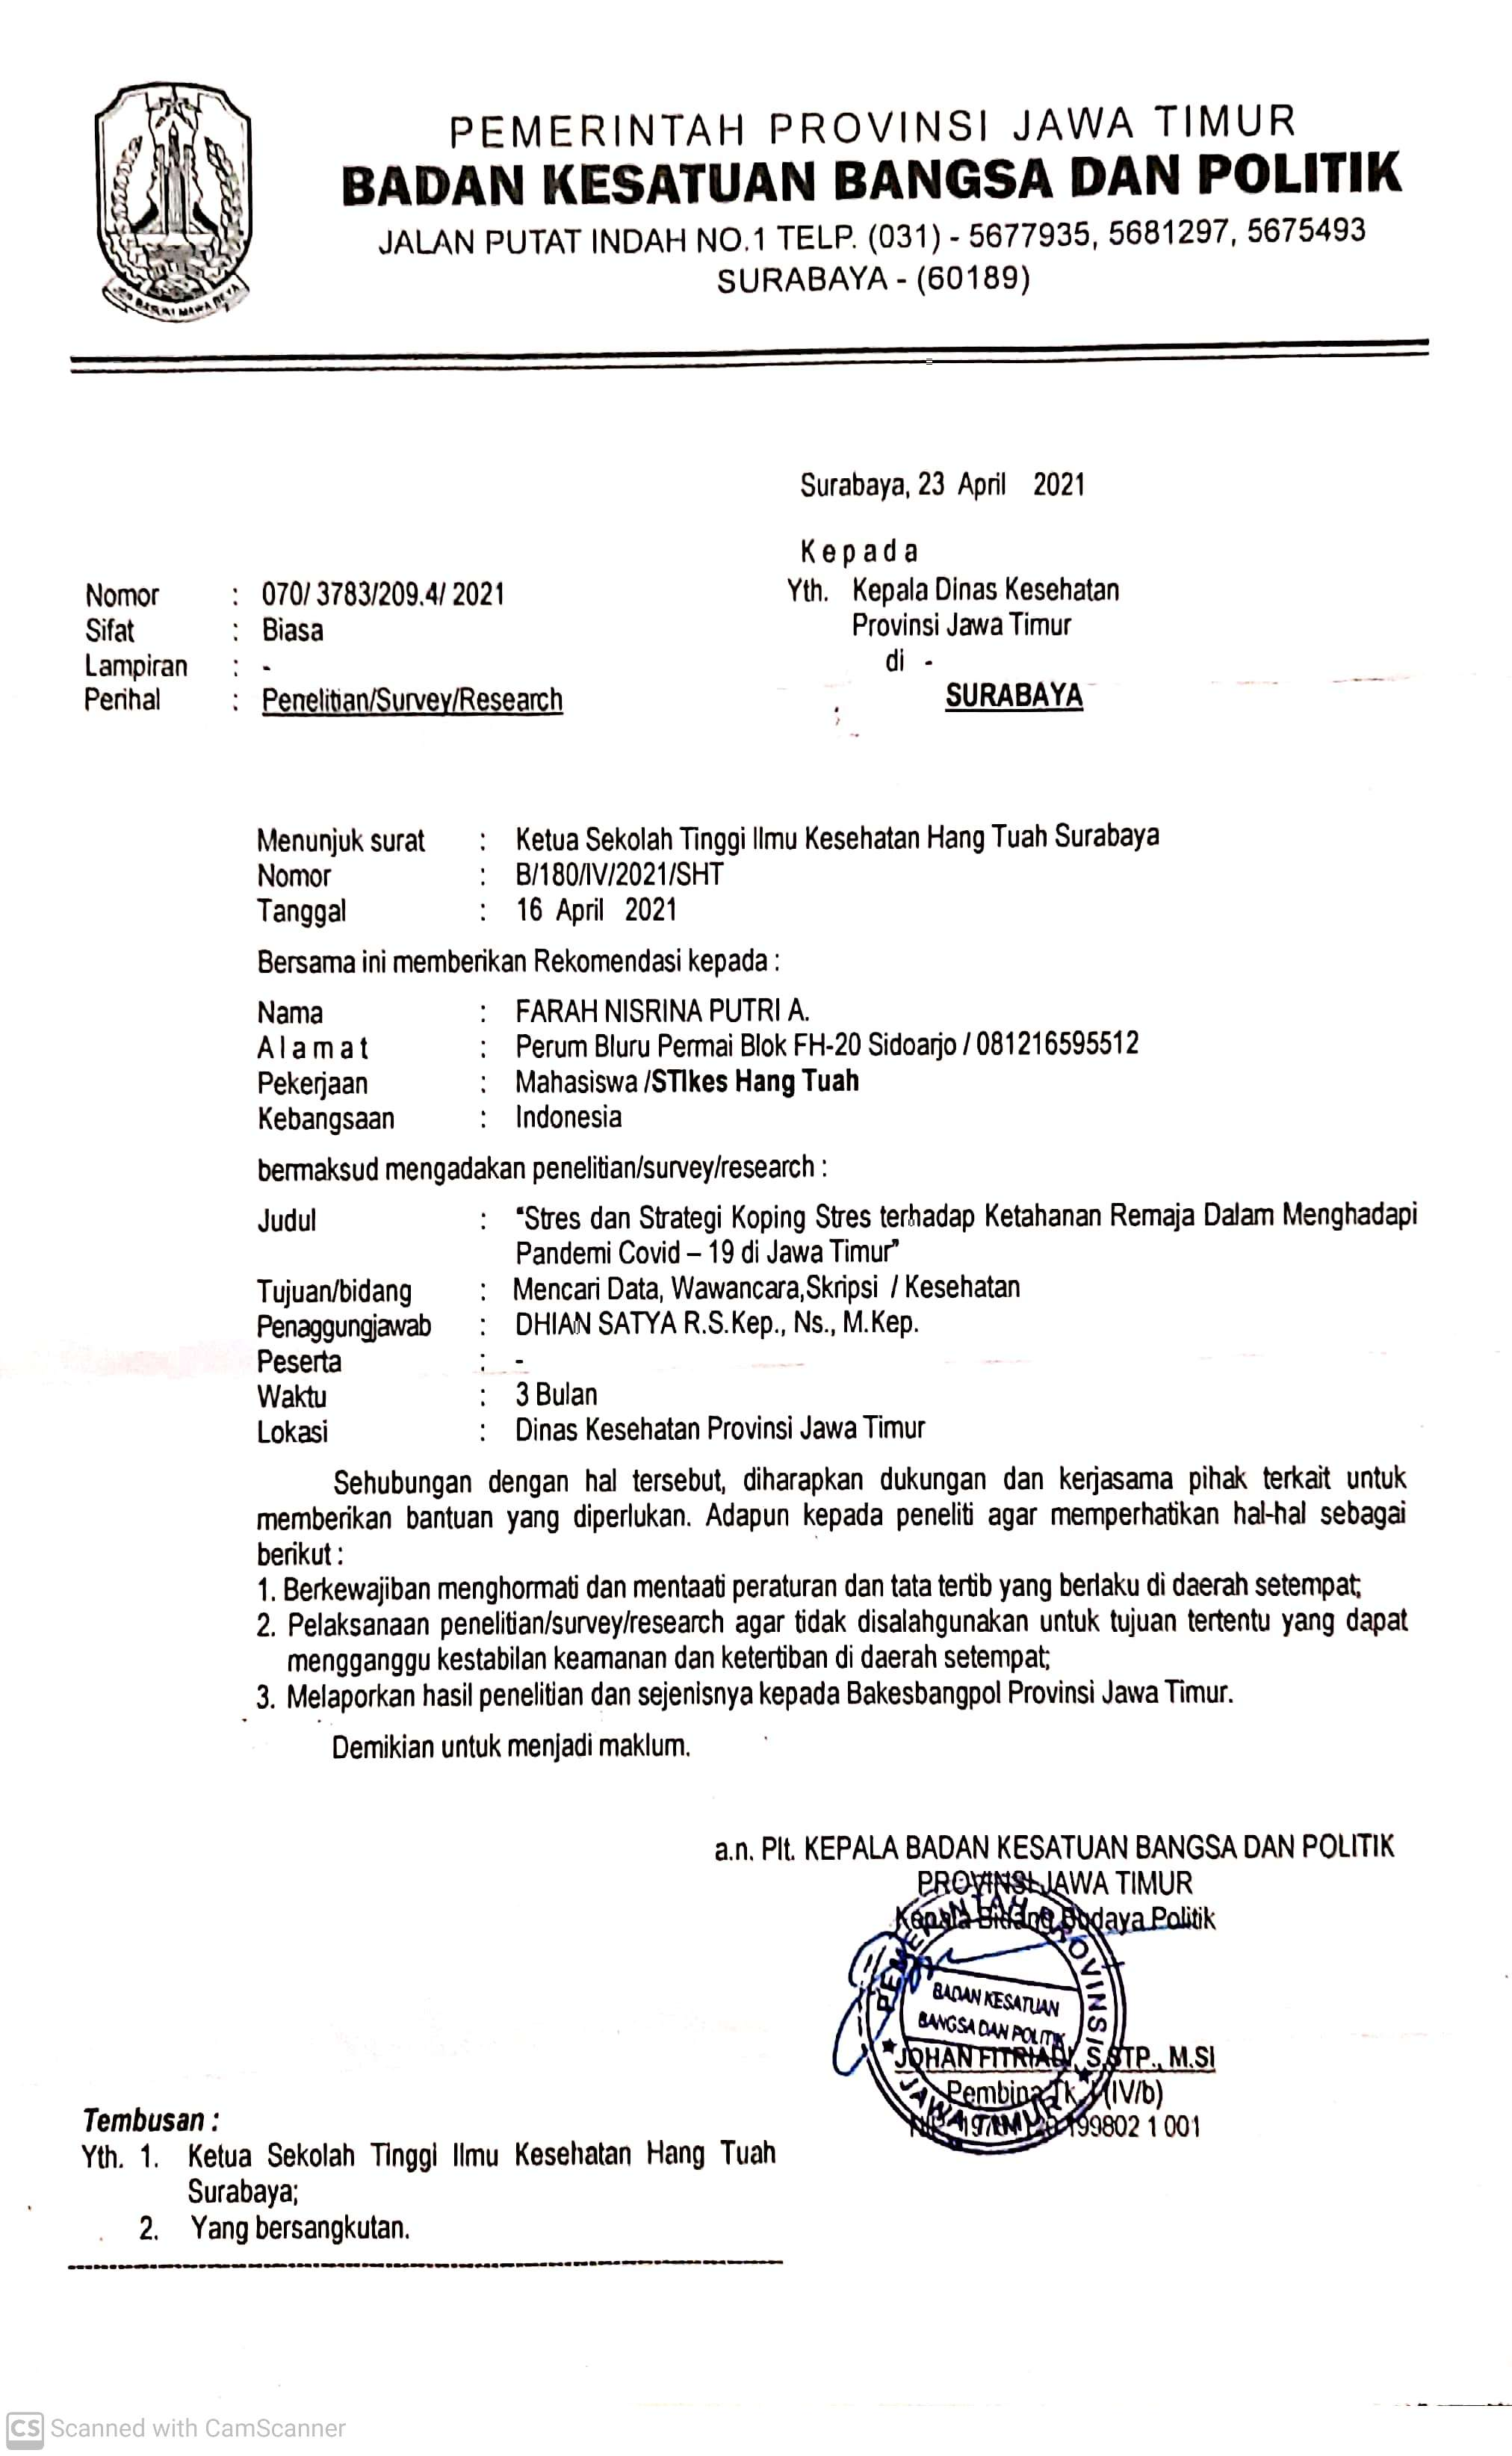 PEMERINTAH PROVINSI JAWA TIMUR
BADAN KESATUAN BANGSA DAN POLITIK
JALAN PUTAT INDAH NO.1 TELP. (031) - 5677935, 5681297, 5675493
SURABAYA - (60189)
Surabaya, 23 April 2021
Kepada
Nomor : 070/ 3783/209.4/ 2021
Sifat : Biasa
Lampiran : -
Perihal : Penelitian/Survey/Research
Yth. Kepala Dinas Kesehatan
Provinsi Jawa Timur
di -
SURABAYA
Menunjuk surat : Ketua Sekolah Tinggi Ilmu Kesehatan Hang Tuah Surabaya
Nomor : B/180/IV/2021/SHT
Tanggal : 16 April 2021
Bersama ini memberikan Rekomendasi kepada :
Nama : FARAH NISRINA PUTRI A.
Alamat : Perum Bluru Permai Blok FH-20 Sidoarjo / 081216595512
Pekerjaan : Mahasiswa /STIkes Hang Tuah
Kebangsaan : Indonesia
bermaksud mengadakan penelitian/survey/research :
Judul : "Stres dan Strategi Koping Stres terhadap Ketahanan Remaja Dalam Menghadapi
Pandemi Covid – 19 di Jawa Timur"
Tujuan/bidang : Mencari Data, Wawancara,Skripsi / Kesehatan
Penaggungjawab : DHIAN SATYA R.S.Kep., Ns., M.Kep.
Peserta : -
Waktu : 3 Bulan
Lokasi : Dinas Kesehatan Provinsi Jawa Timur
Sehubungan dengan hal tersebut, diharapkan dukungan dan kerjasama pihak terkait untuk
memberikan bantuan yang diperlukan. Adapun kepada peneliti agar memperhatikan hal-hal sebagai
berikut :
1. Berkewajiban menghormati dan mentaati peraturan dan tata tertib yang berlaku di daerah setempat;
2. Pelaksanaan penelitian/survey/research agar tidak disalahgunakan untuk tujuan tertentu yang dapat
mengganggu kestabilan keamanan dan ketertiban di daerah setempat;
3. Melaporkan hasil penelitian dan sejenisnya kepada Bakesbangpol Provinsi Jawa Timur.
Demikian untuk menjadi maklum.
a.n. Plt. KEPALA BADAN KESATUAN BANGSA DAN POLITIK
PROVINSI JAWA TIMUR
Kepala Bidang Budaya Politik
PEMERINTAH PROVINSI
BADAN KESATUAN
BANGSA DAN POLITIK
JAWA TIMUR
JOHAN FITRIADI, S.STP., M.SI
Pembina Tk. I (IV/b)
NIP. 199802 1 001
Tembusan :
Yth. 1. Ketua Sekolah Tinggi Ilmu Kesehatan Hang Tuah
Surabaya;
2. Yang bersangkutan.
CS Scanned with CamScanner